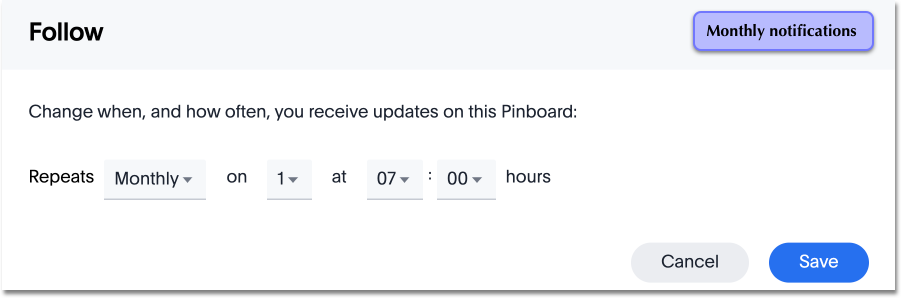 Follow
Monthly notifications
Change when, and how often, you receive updates on this Pinboard:
Repeats Monthly on 1 at 07 : 00 hours
Cancel Save